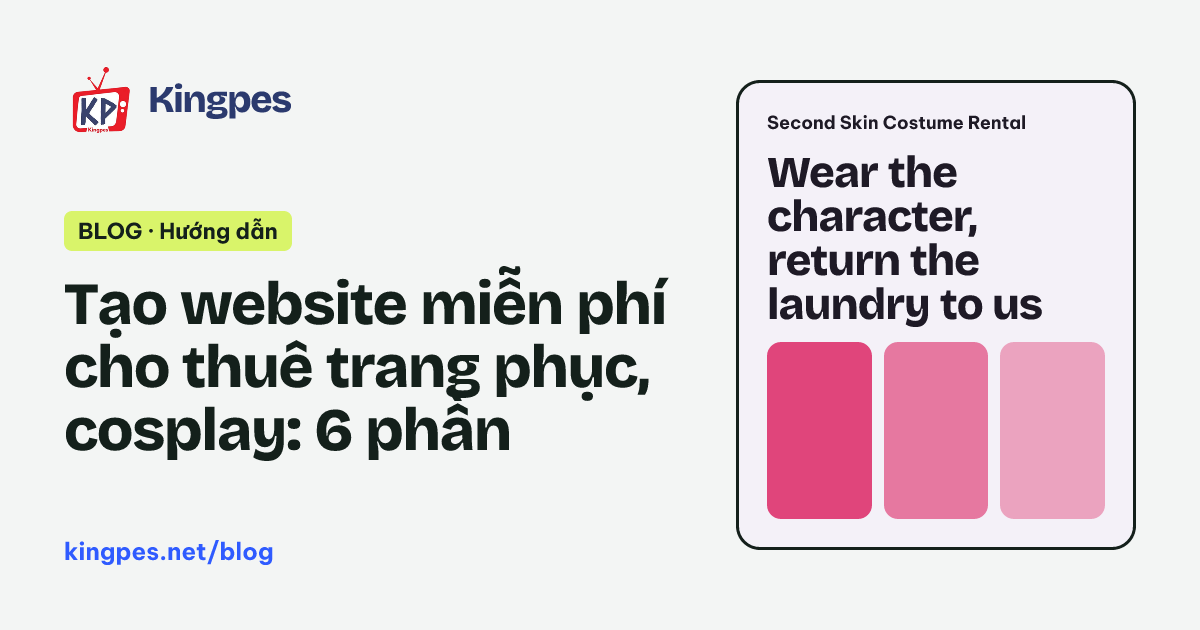 KP
Kingpes
Kingpes
BLOG · Hướng dẫn
Tạo website miễn phí
cho thuê trang phục,
cosplay: 6 phần
kingpes.net/blog
Second Skin Costume Rental
Wear the
character,
return the
laundry to us